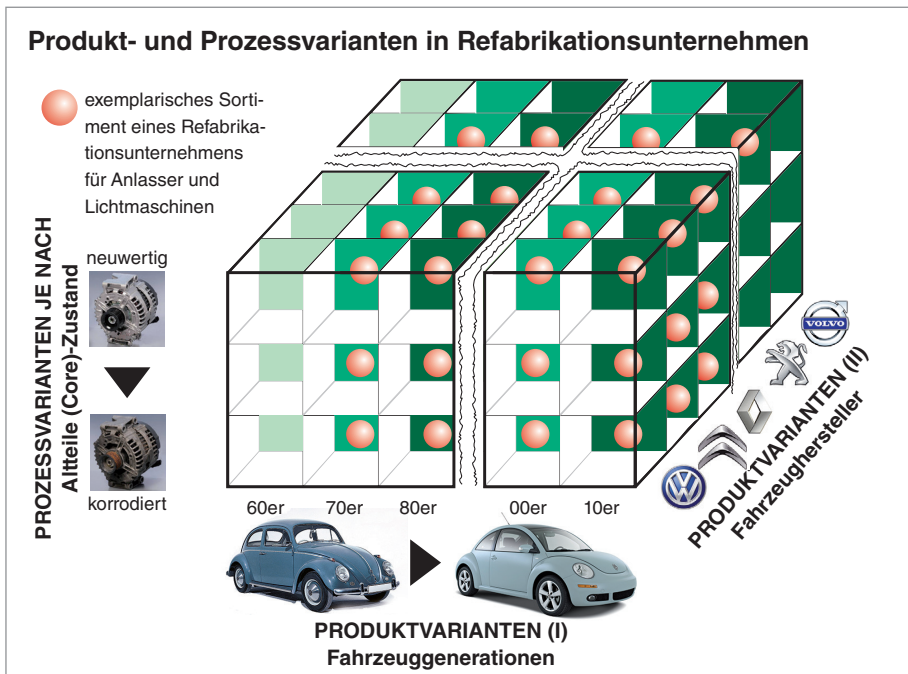 Produkt- und Prozessvarianten in Refabrikationsunternehmen
exemplarisches Sorti-
ment eines Refabrika-
tionsunternehmens
für Anlasser und
Lichtmaschinen
PROZESSVARIANTEN JE NACH
Altteile (Core)-Zustand
neuwertig
korrodiert
60er 70er 80er 00er 10er
PRODUKTVARIANTEN (I)
Fahrzeuggenerationen
VOLVO
PRODUKTVARIANTEN (II)
Fahrzeughersteller